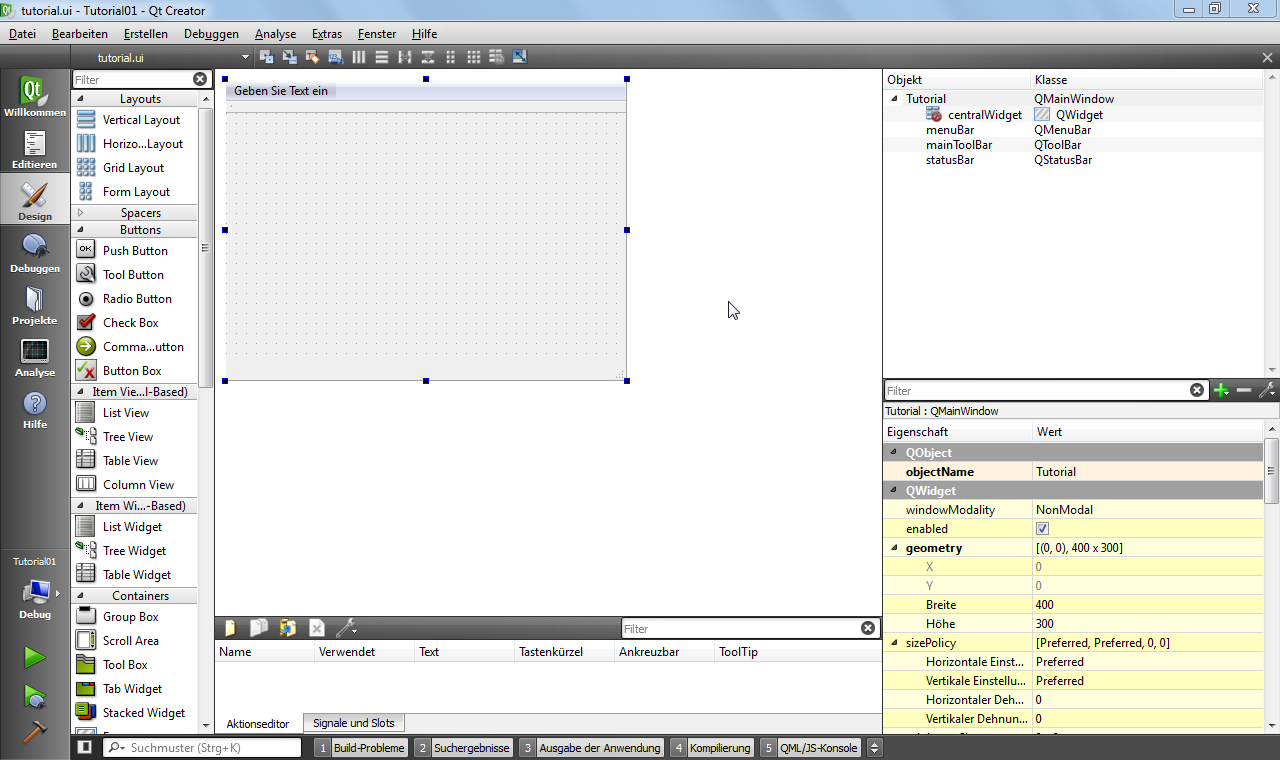 tutorial.ui - Tutorial01 - Qt Creator
Datei Bearbeiten Erstellen Debuggen Analyse Extras Fenster Hilfe
tutorial.ui
Willkommen
Editieren
Design
Debuggen
Projekte
Analyse
Hilfe
Tutorial01
Debug
Filter
Layouts
Vertical Layout
Horizo...Layout
Grid Layout
Form Layout
Spacers
Buttons
OK Push Button
Tool Button
Radio Button
Check Box
Comma...utton
Button Box
Item Vie...l-Based)
List View
Tree View
Table View
Column View
Item Wi...-Based)
List Widget
Tree Widget
Table Widget
Containers
Group Box
Scroll Area
Tool Box
Tab Widget
Stacked Widget
Geben Sie Text ein
Filter
Name Verwendet Text Tastenkürzel Ankreuzbar ToolTip
Aktionseditor Signale und Slots
Objekt Klasse
Tutorial QMainWindow
centralWidget QWidget
menuBar QMenuBar
mainToolBar QToolBar
statusBar QStatusBar
Filter
Tutorial : QMainWindow
Eigenschaft Wert
QObject
objectName Tutorial
QWidget
windowModality NonModal
enabled
geometry [(0, 0), 400 x 300]
X 0
Y 0
Breite 400
Höhe 300
sizePolicy [Preferred, Preferred, 0, 0]
Horizontale Einst... Preferred
Vertikale Einstellu... Preferred
Horizontaler Deh... 0
Vertikaler Dehnun... 0
Suchmuster (Strg+K)
1 Build-Probleme 2 Suchergebnisse 3 Ausgabe der Anwendung 4 Kompilierung 5 QML/JS-Konsole